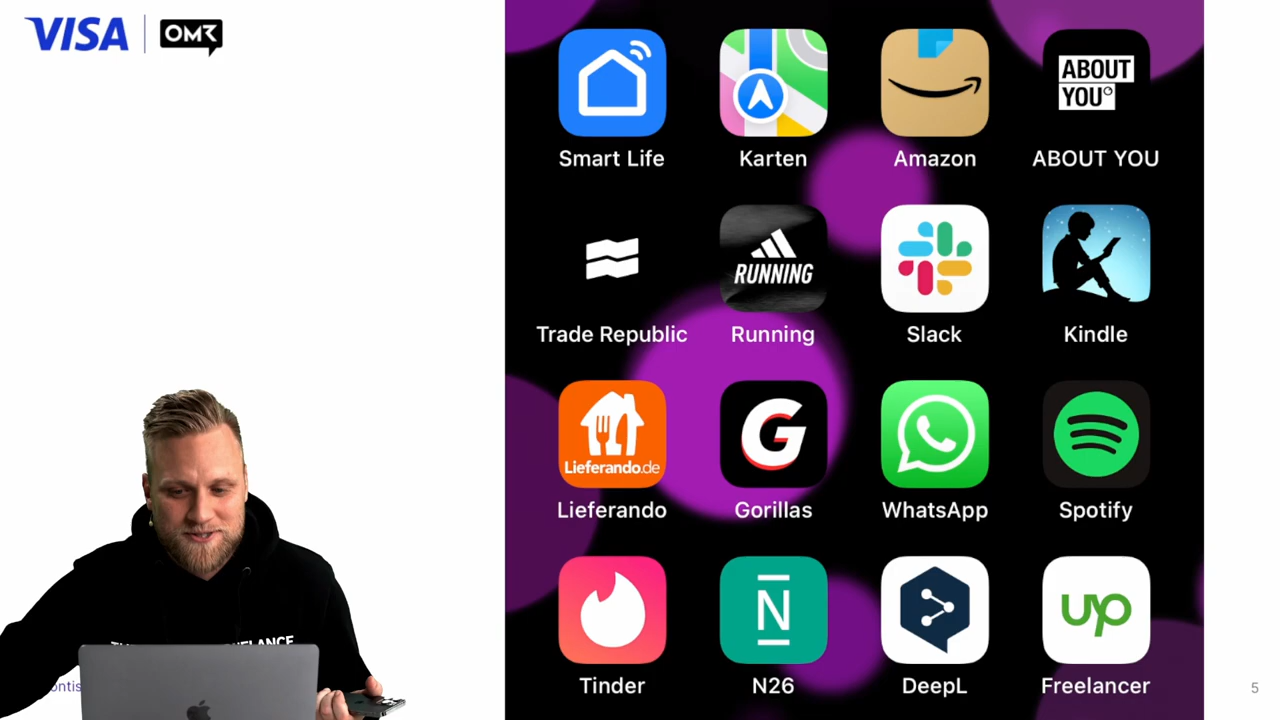 VISA
OMR
Smart Life
Karten
Amazon
ABOUT
YOU
ABOUT YOU
RUNNING
Trade Republic
Running
Slack
Kindle
Lieferando.de
G
Lieferando
Gorillas
WhatsApp
Spotify
N
up
Tinder
N26
DeepL
Freelancer
5